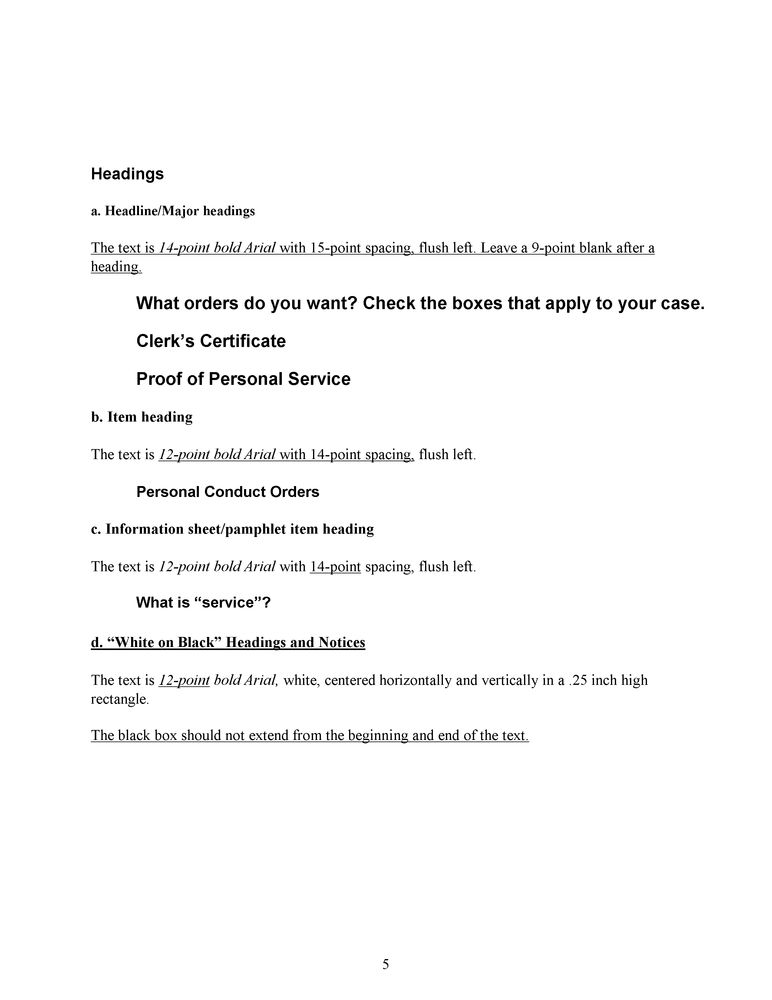 Headings
a. Headline/Major headings
The text is 14-point bold Arial with 15-point spacing, flush left. Leave a 9-point blank after a
heading.
What orders do you want? Check the boxes that apply to your case.
Clerk’s Certificate
Proof of Personal Service
b. Item heading
The text is 12-point bold Arial with 14-point spacing, flush left.
Personal Conduct Orders
c. Information sheet/pamphlet item heading
The text is 12-point bold Arial with 14-point spacing, flush left.
What is “service”?
d. “White on Black” Headings and Notices
The text is 12-point bold Arial, white, centered horizontally and vertically in a .25 inch high
rectangle.
The black box should not extend from the beginning and end of the text.
5